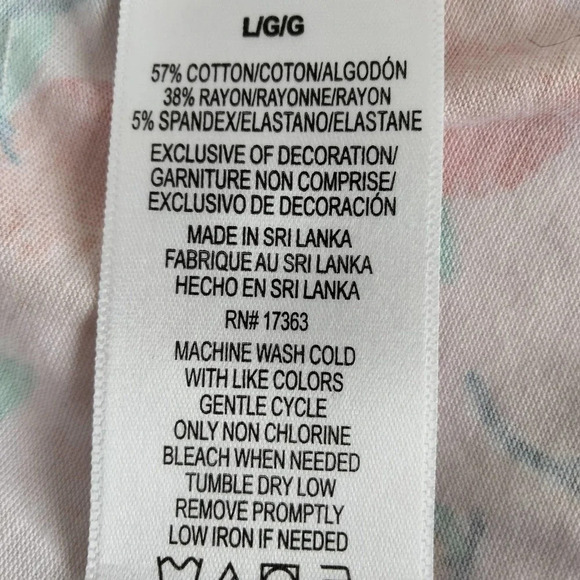 L/G/G
57% COTTON/COTON/ALGODÓN
38% RAYON/RAYONNE/RAYON
5% SPANDEX/ELASTANO/ELASTANE
EXCLUSIVE OF DECORATION/
GARNITURE NON COMPRISE/
EXCLUSIVO DE DECORACIÓN
MADE IN SRI LANKA
FABRIQUE AU SRI LANKA
HECHO EN SRI LANKA
RN# 17363
MACHINE WASH COLD
WITH LIKE COLORS
GENTLE CYCLE
ONLY NON CHLORINE
BLEACH WHEN NEEDED
TUMBLE DRY LOW
REMOVE PROMPTLY
LOW IRON IF NEEDED